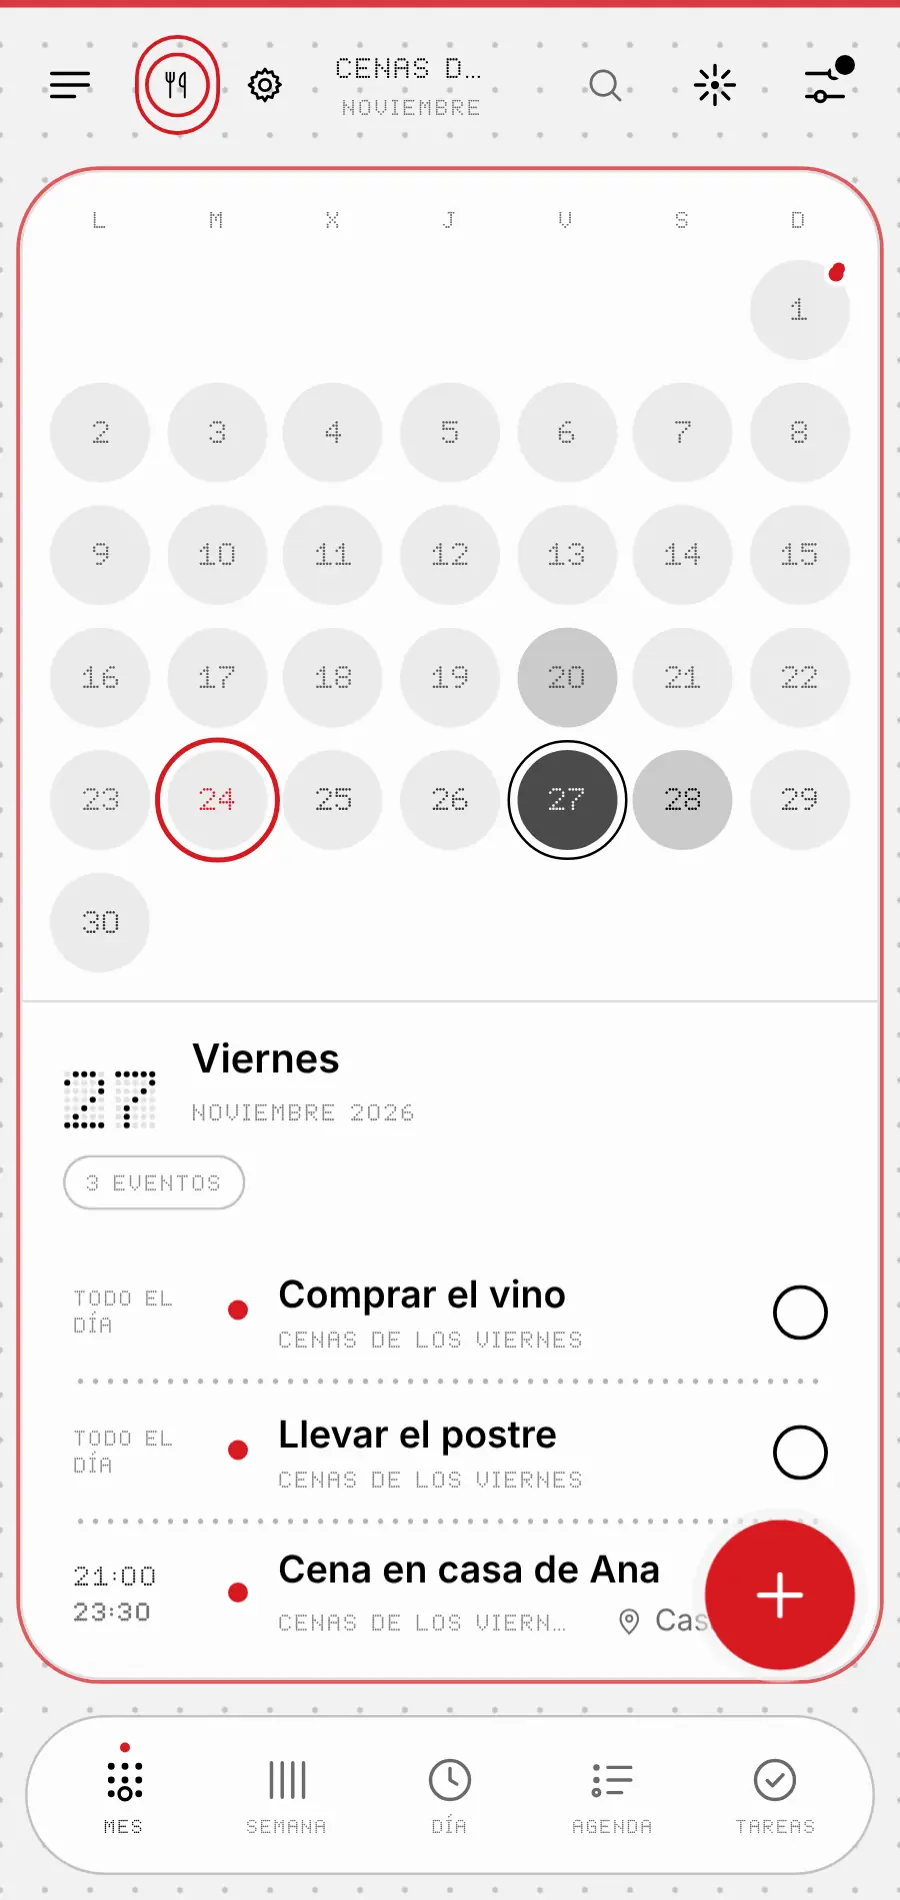 CENAS D...
NOVIEMBRE
L M X J V S D
1
2 3 4 5 6 7 8
9 10 11 12 13 14 15
16 17 18 19 20 21 22
23 24 25 26 27 28 29
30
27 Viernes
NOVIEMBRE 2026
3 EVENTOS
TODO EL DÍA
Comprar el vino
CENAS DE LOS VIERNES
TODO EL DÍA
Llevar el postre
CENAS DE LOS VIERNES
21:00
23:30
Cena en casa de Ana
CENAS DE LOS VIERN...
Cas
MES SEMANA DÍA AGENDA TAREAS